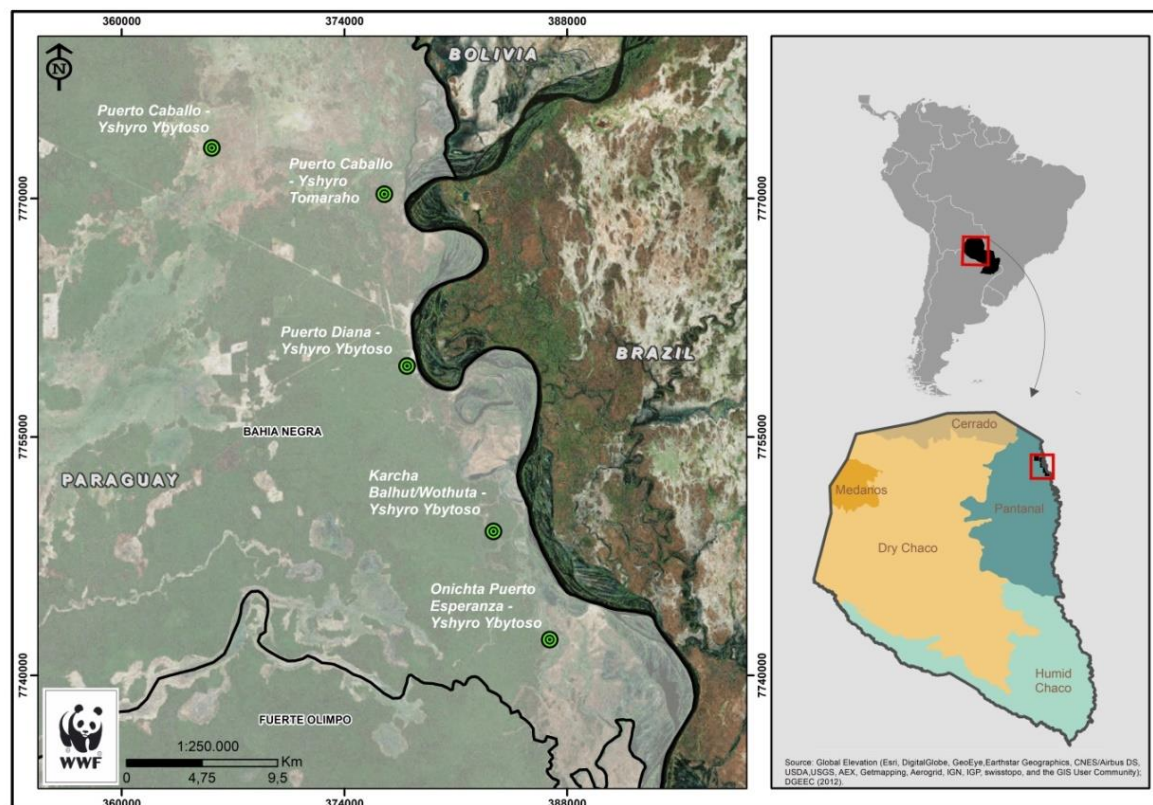 360000
374000
388000
BOLIVIA
N
Puerto Caballo -
Yshyro Ybytoso
Puerto Caballo
- Yshyro
Tomaraho
7770000
7770000
Puerto Diana -
Yshyro Ybytoso
BRAZIL
BAHIA NEGRA
7755000
7755000
PARAGUAY
Karcha
Balhut/Wothuta -
Yshyro Ybytoso
Onichta Puerto
Esperanza -
Yshyro Ybytoso
7740000
7740000
FUERTE OLIMPO
WWF
1:250.000
Km
0
4,75
9,5
360000
374000
388000
Cerrado
Medanos
Pantanal
Dry Chaco
Humid
Chaco
Source: Global Elevation (Esri, DigitalGlobe, GeoEye,Earthstar Geographics, CNES/Airbus DS,
USDA,USGS, AEX, Getmapping, Aerogrid, IGN, IGP, swisstopo, and the GIS User Community);
DGEEC (2012).